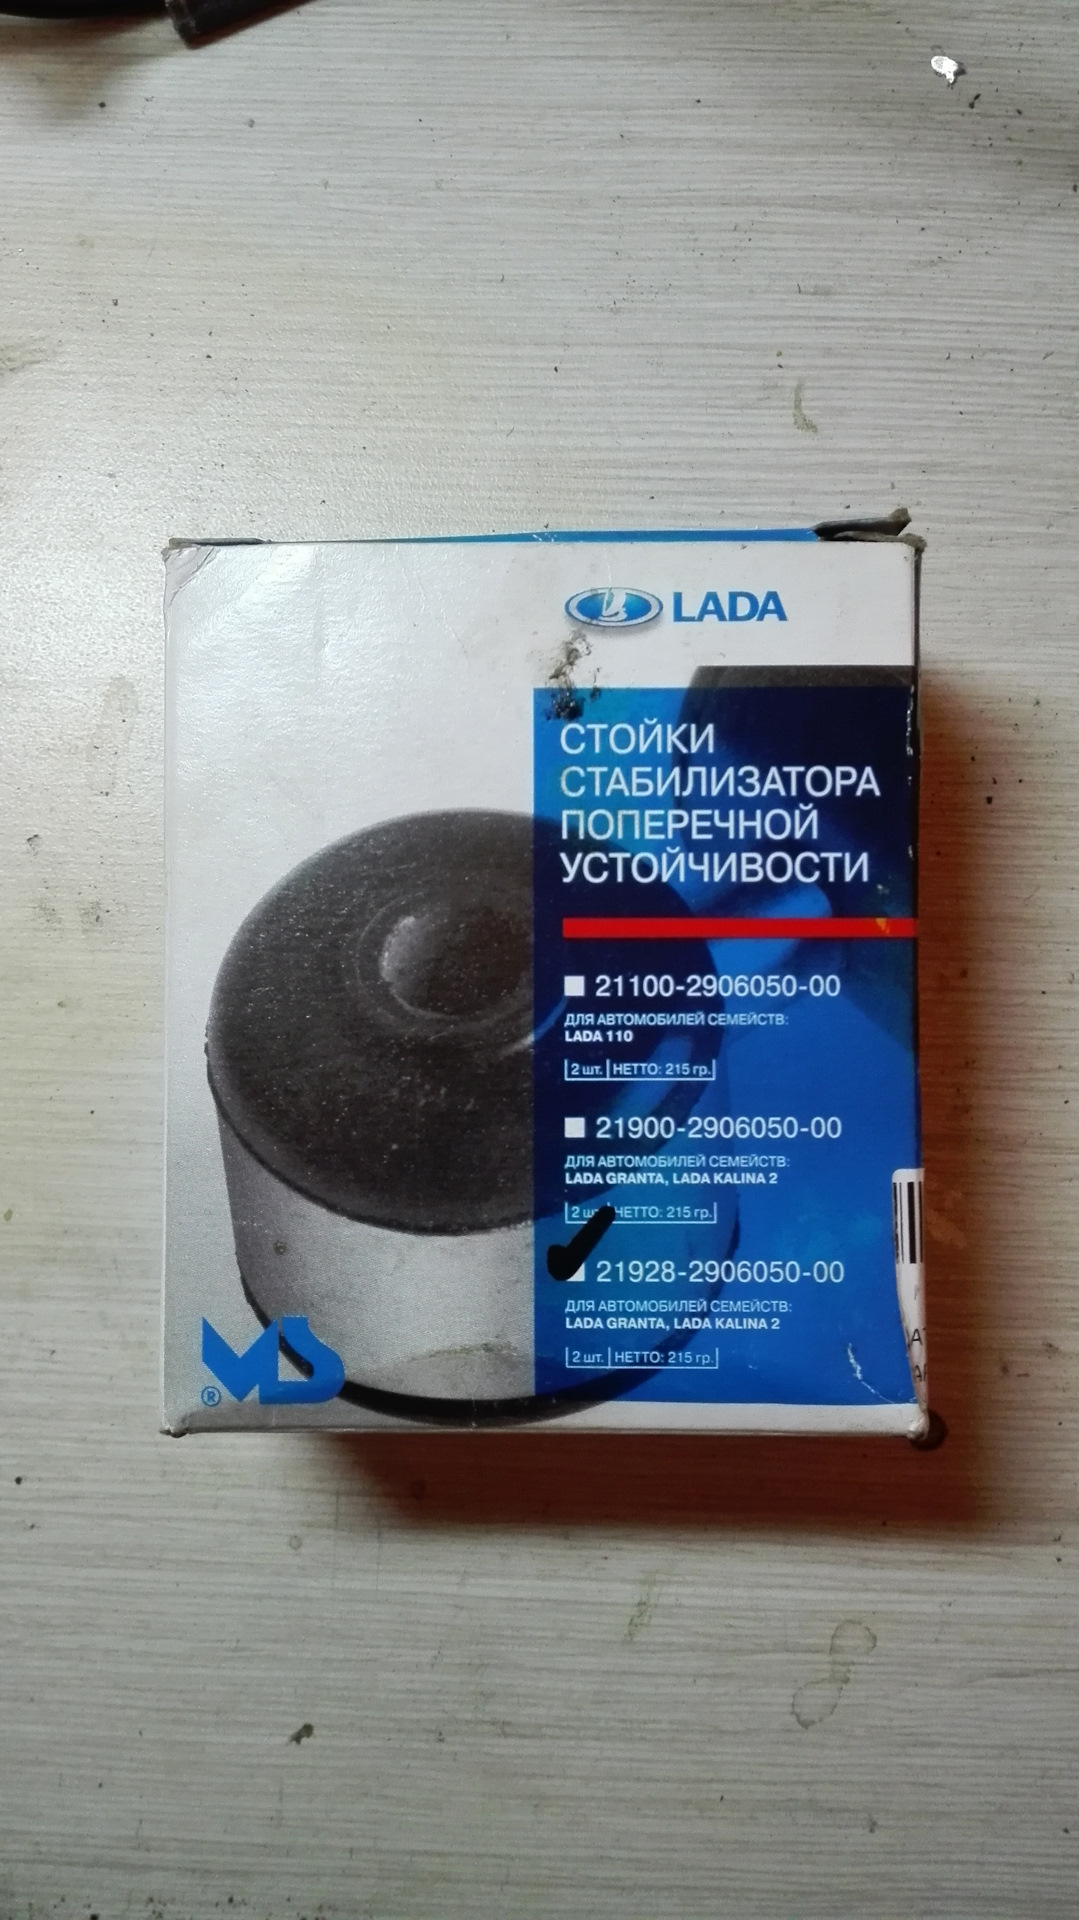 LADA
СТОЙКИ
СТАБИЛИЗАТОРА
ПОПЕРЕЧНОЙ
УСТОЙЧИВОСТИ
21100-2906050-00
ДЛЯ АВТОМОБИЛЕЙ СЕМЕЙСТВ:
LADA 110
2 шт. НЕТТО: 215 гр.
21900-2906050-00
ДЛЯ АВТОМОБИЛЕЙ СЕМЕЙСТВ:
LADA GRANTA, LADA KALINA 2
2 шт. НЕТТО: 215 гр.
21928-2906050-00
ДЛЯ АВТОМОБИЛЕЙ СЕМЕЙСТВ:
LADA GRANTA, LADA KALINA 2
2 шт. НЕТТО: 215 гр.
®